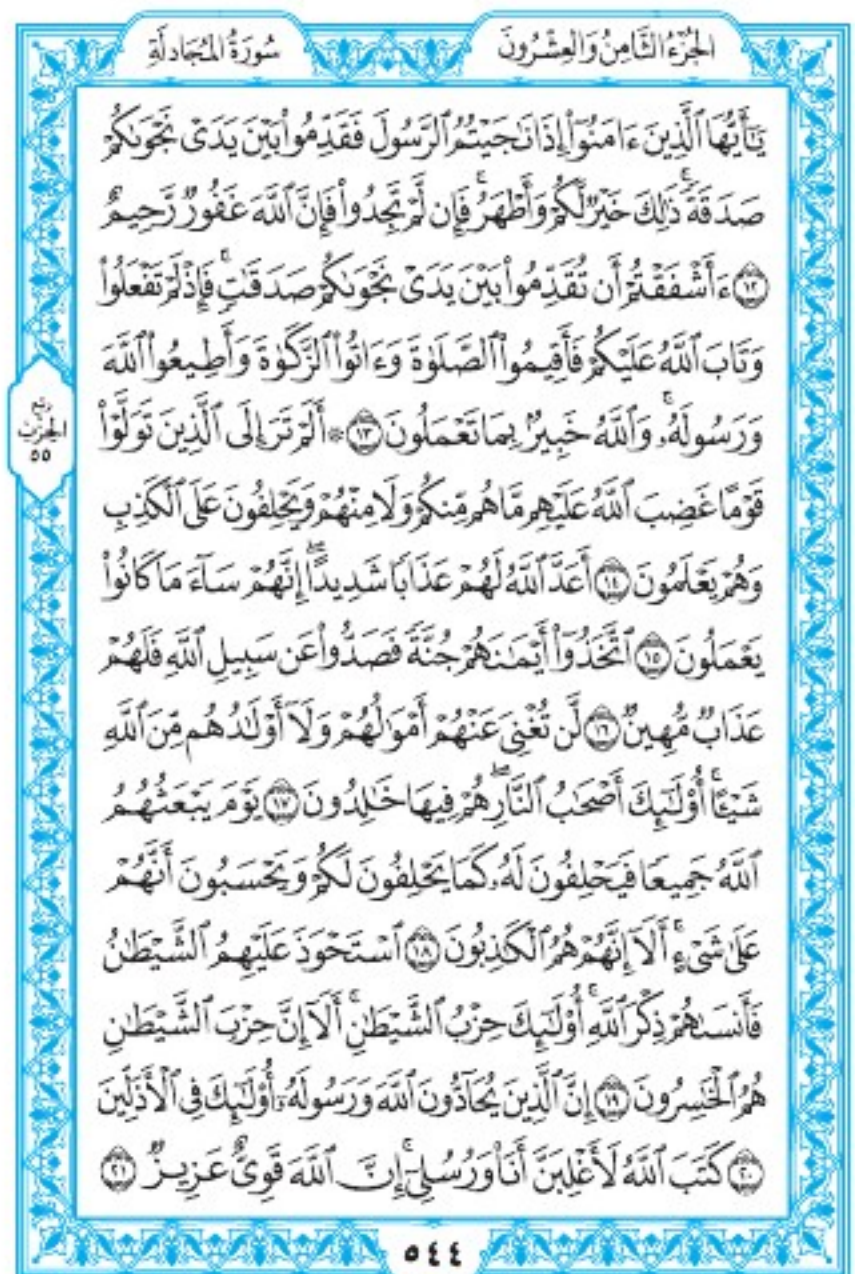 الجُزْءُ الثَّامِنُ وَالعِشْرُونَ
سُورَةُ المُجَادلَةِ
يَـٰٓأَيُّهَا ٱلَّذِينَ ءَامَنُوٓاْ إِذَا نَـٰجَيۡتُمُ ٱلرَّسُولَ فَقَدِّمُواْ بَيۡنَ يَدَيۡ نَجۡوَىٰكُمۡ
صَدَقَةٗۚ ذَٰلِكَ خَيۡرٞ لَّكُمۡ وَأَطۡهَرُۚ فَإِن لَّمۡ تَجِدُواْ فَإِنَّ ٱللَّهَ غَفُورٞ رَّحِيمٌ
١٢ ءَأَشۡفَقۡتُمۡ أَن تُقَدِّمُواْ بَيۡنَ يَدَيۡ نَجۡوَىٰكُمۡ صَدَقَٰتٖۚ فَإِذۡ لَمۡ تَفۡعَلُواْ
وَتَابَ ٱللَّهُ عَلَيۡكُمۡ فَأَقِيمُواْ ٱلصَّلَوٰةَ وَءَاتُواْ ٱلزَّكَوٰةَ وَأَطِيعُواْ ٱللَّهَ
وَرَسُولَهُۥۚ وَٱللَّهُ خَبِيرُۢ بِمَا تَعۡمَلُونَ ١٣ ۞ أَلَمۡ تَرَ إِلَى ٱلَّذِينَ تَوَلَّوۡاْ
قَوۡمًا غَضِبَ ٱللَّهُ عَلَيۡهِم مَّا هُم مِّنكُمۡ وَلَا مِنۡهُمۡ وَيَحۡلِفُونَ عَلَى ٱلۡكَذِبِ
وَهُمۡ يَعۡلَمُونَ ١٤ أَعَدَّ ٱللَّهُ لَهُمۡ عَذَابٗا شَدِيدًاۖ إِنَّهُمۡ سَآءَ مَا كَانُواْ
يَعۡمَلُونَ ١٥ ٱتَّخَذُوٓاْ أَيۡمَٰنَهُمۡ جُنَّةٗ فَصَدُّواْ عَن سَبِيلِ ٱللَّهِ فَلَهُمۡ
عَذَابٞ مُّهِينٞ ١٦ لَّن تُغۡنِيَ عَنۡهُمۡ أَمۡوَٰلُهُمۡ وَلَآ أَوۡلَٰدُهُم مِّنَ ٱللَّهِ
شَيۡـًٔاۚ أُوْلَـٰٓئِكَ أَصۡحَٰبُ ٱلنَّارِۖ هُمۡ فِيهَا خَٰلِدُونَ ١٧ يَوۡمَ يَبۡعَثُهُمُ
ٱللَّهُ جَمِيعٗا فَيَحۡلِفُونَ لَهُۥ كَمَا يَحۡلِفُونَ لَكُمۡ وَيَحۡسَبُونَ أَنَّهُمۡ
عَلَىٰ شَيۡءٍۚ أَلَآ إِنَّهُمۡ هُمُ ٱلۡكَٰذِبُونَ ١٨ ٱسۡتَحۡوَذَ عَلَيۡهِمُ ٱلشَّيۡطَٰنُ
فَأَنسَىٰهُمۡ ذِكۡرَ ٱللَّهِۚ أُوْلَـٰٓئِكَ حِزۡبُ ٱلشَّيۡطَٰنِۚ أَلَآ إِنَّ حِزۡبَ ٱلشَّيۡطَٰنِ
هُمُ ٱلۡخَٰسِرُونَ ١٩ إِنَّ ٱلَّذِينَ يُحَآدُّونَ ٱللَّهَ وَرَسُولَهُۥٓ أُوْلَـٰٓئِكَ فِي ٱلۡأَذَلِّينَ
٢٠ كَتَبَ ٱللَّهُ لَأَغۡلِبَنَّ أَنَا۠ وَرُسُلِيٓۚ إِنَّ ٱللَّهَ قَوِيٌّ عَزِيزٞ ٢١
ربع
الحزب
٥٥
٥٤٤